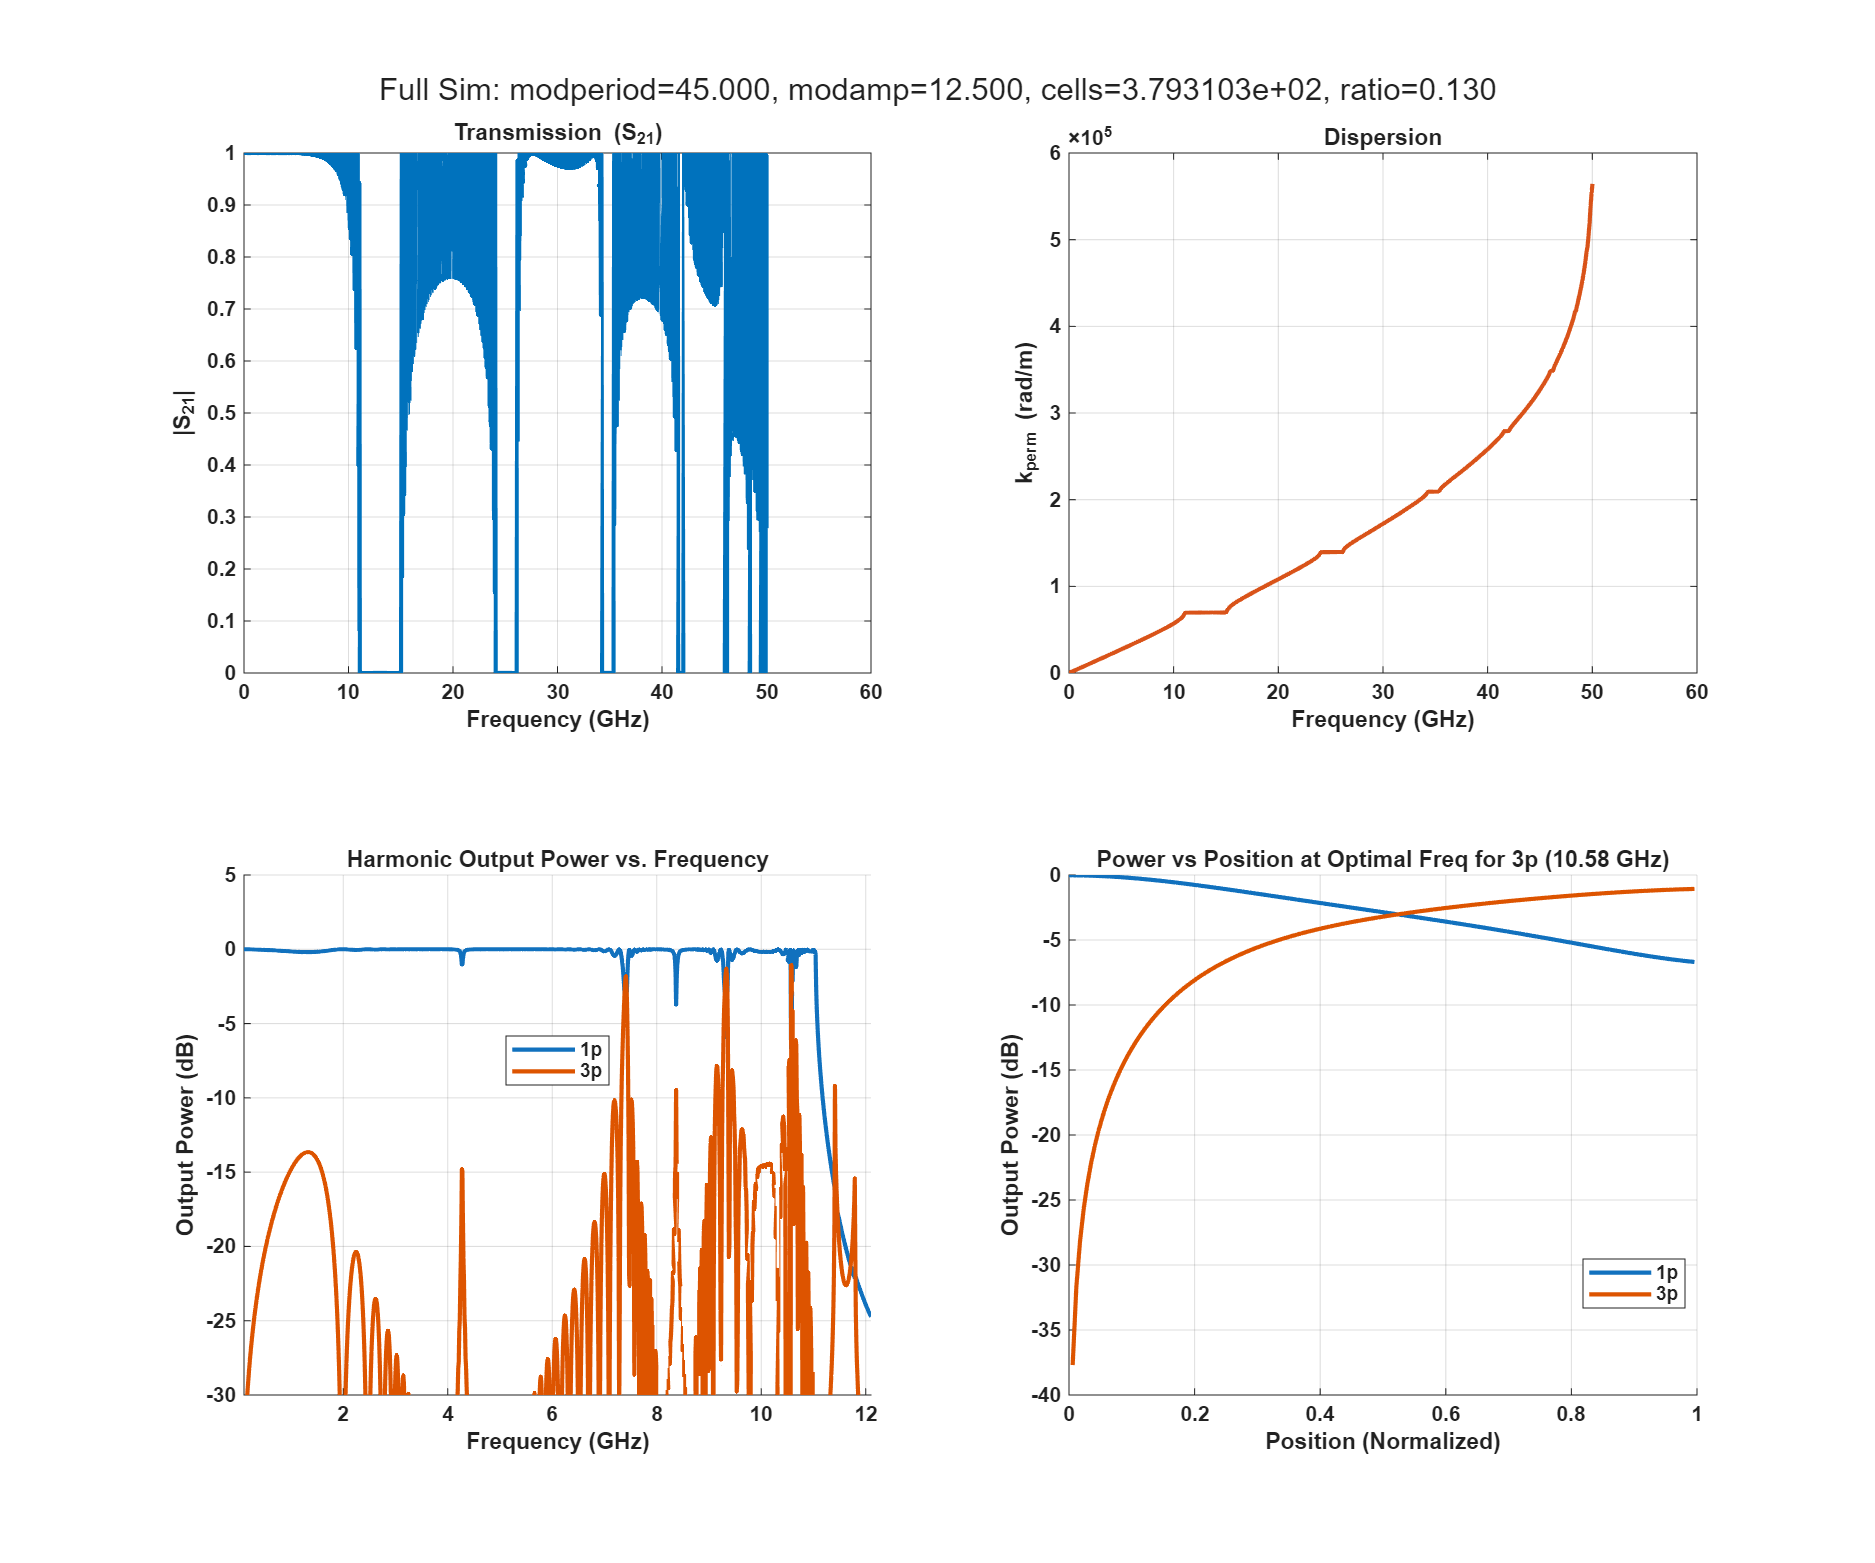 Full Sim: modperiod=45.000, modamp=12.500, cells=3.793103e+02, ratio=0.130
Transmission (S21)
1
0.9
0.8
0.7
0.6
0.5
0.4
0.3
0.2
0.1
0
|S21|
0 10 20 30 40 50 60
Frequency (GHz)
×10^5
Dispersion
6
5
4
3
2
1
0
kperm (rad/m)
0 10 20 30 40 50 60
Frequency (GHz)
Harmonic Output Power vs. Frequency
5
0
-5
-10
-15
-20
-25
-30
Output Power (dB)
1p
3p
2 4 6 8 10 12
Frequency (GHz)
Power vs Position at Optimal Freq for 3p (10.58 GHz)
0
-5
-10
-15
-20
-25
-30
-35
-40
Output Power (dB)
1p
3p
0 0.2 0.4 0.6 0.8 1
Position (Normalized)